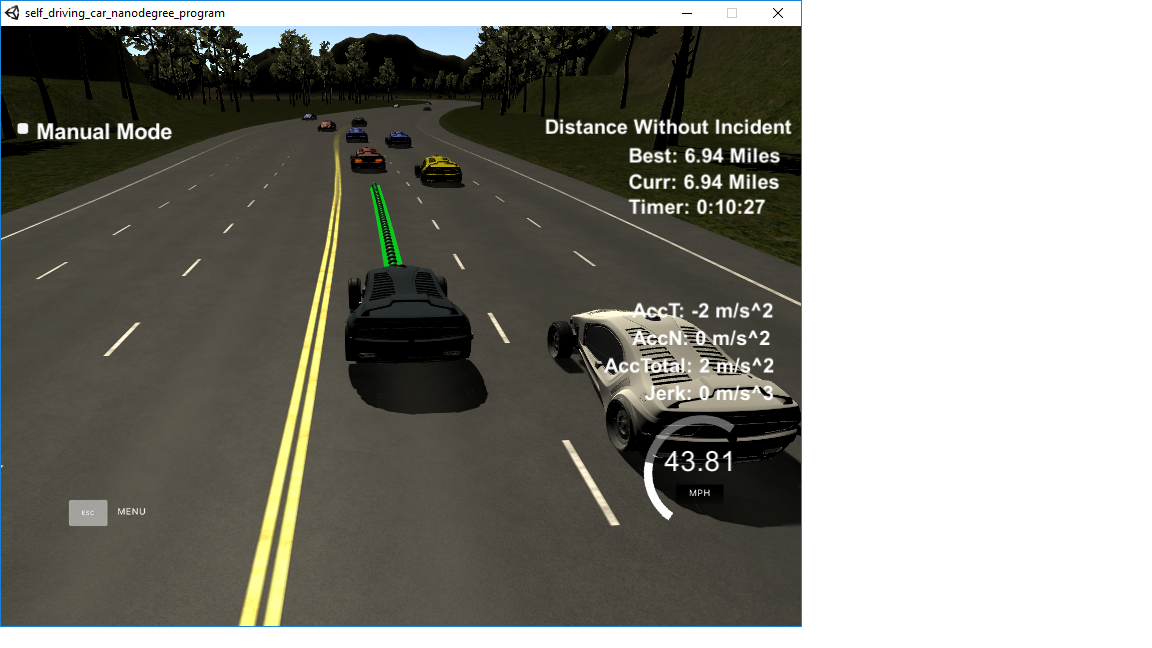 self_driving_car_nanodegree_program
Manual Mode
Distance Without Incident
Best: 6.94 Miles
Curr: 6.94 Miles
Timer: 0:10:27
AccT: -2 m/s^2
AccN: 0 m/s^2
AccTotal: 2 m/s^2
Jerk: 0 m/s^3
43.81
MPH
ESC MENU